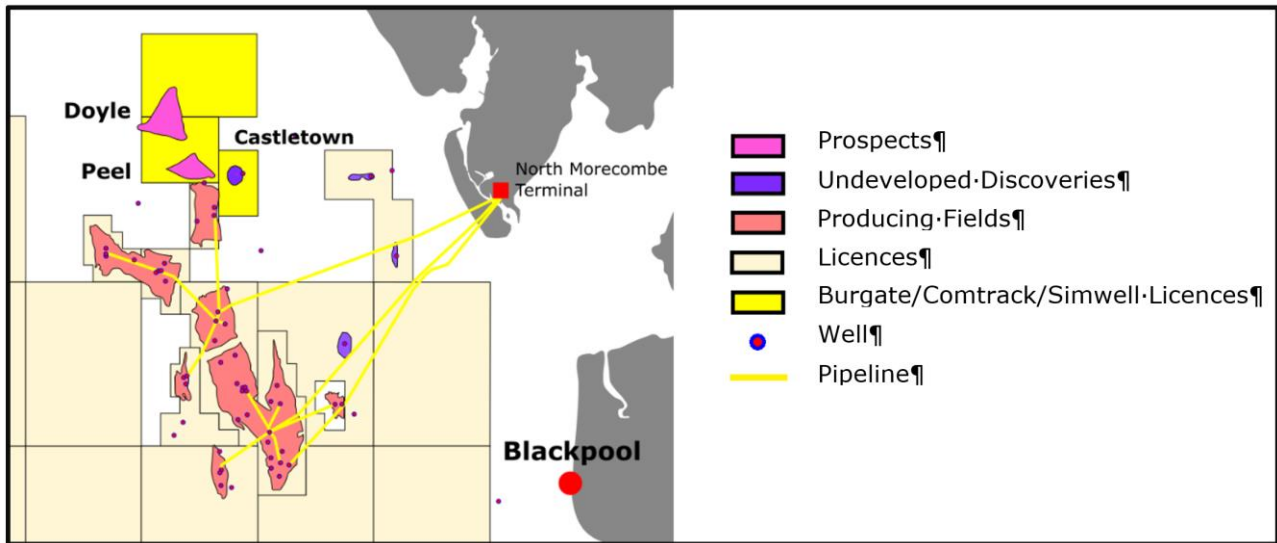 Doyle
Castletown
Peel
North Morecombe
Terminal
Blackpool
Prospects¶
Undeveloped·Discoveries¶
Producing·Fields¶
Licences¶
Burgate/Comtrack/Simwell·Licences¶
Well¶
Pipeline¶